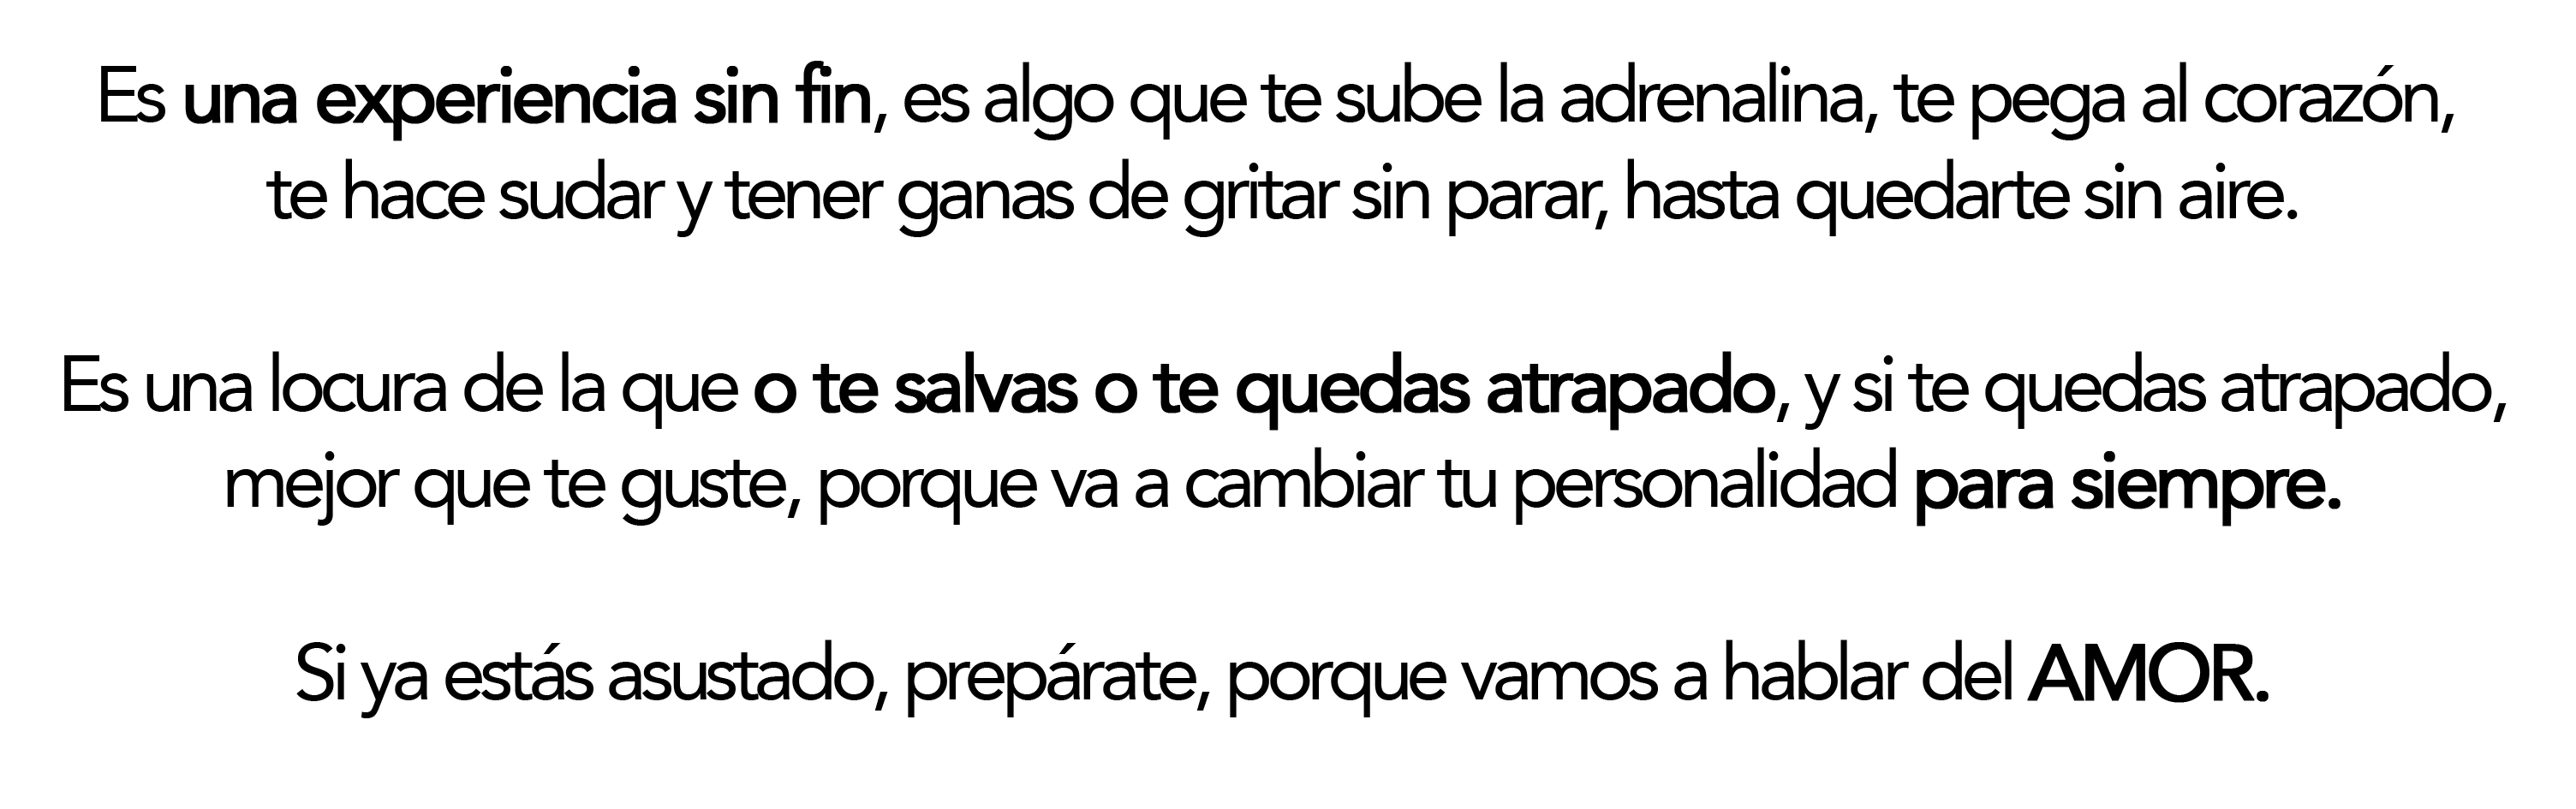 Es una experiencia sin fin, es algo que te sube la adrenalina, te pega al corazón,
te hace sudar y tener ganas de gritar sin parar, hasta quedarte sin aire.
Es una locura de la que o te salvas o te quedas atrapado, y si te quedas atrapado,
mejor que te guste, porque va a cambiar tu personalidad para siempre.
Si ya estás asustado, prepárate, porque vamos a hablar del AMOR.